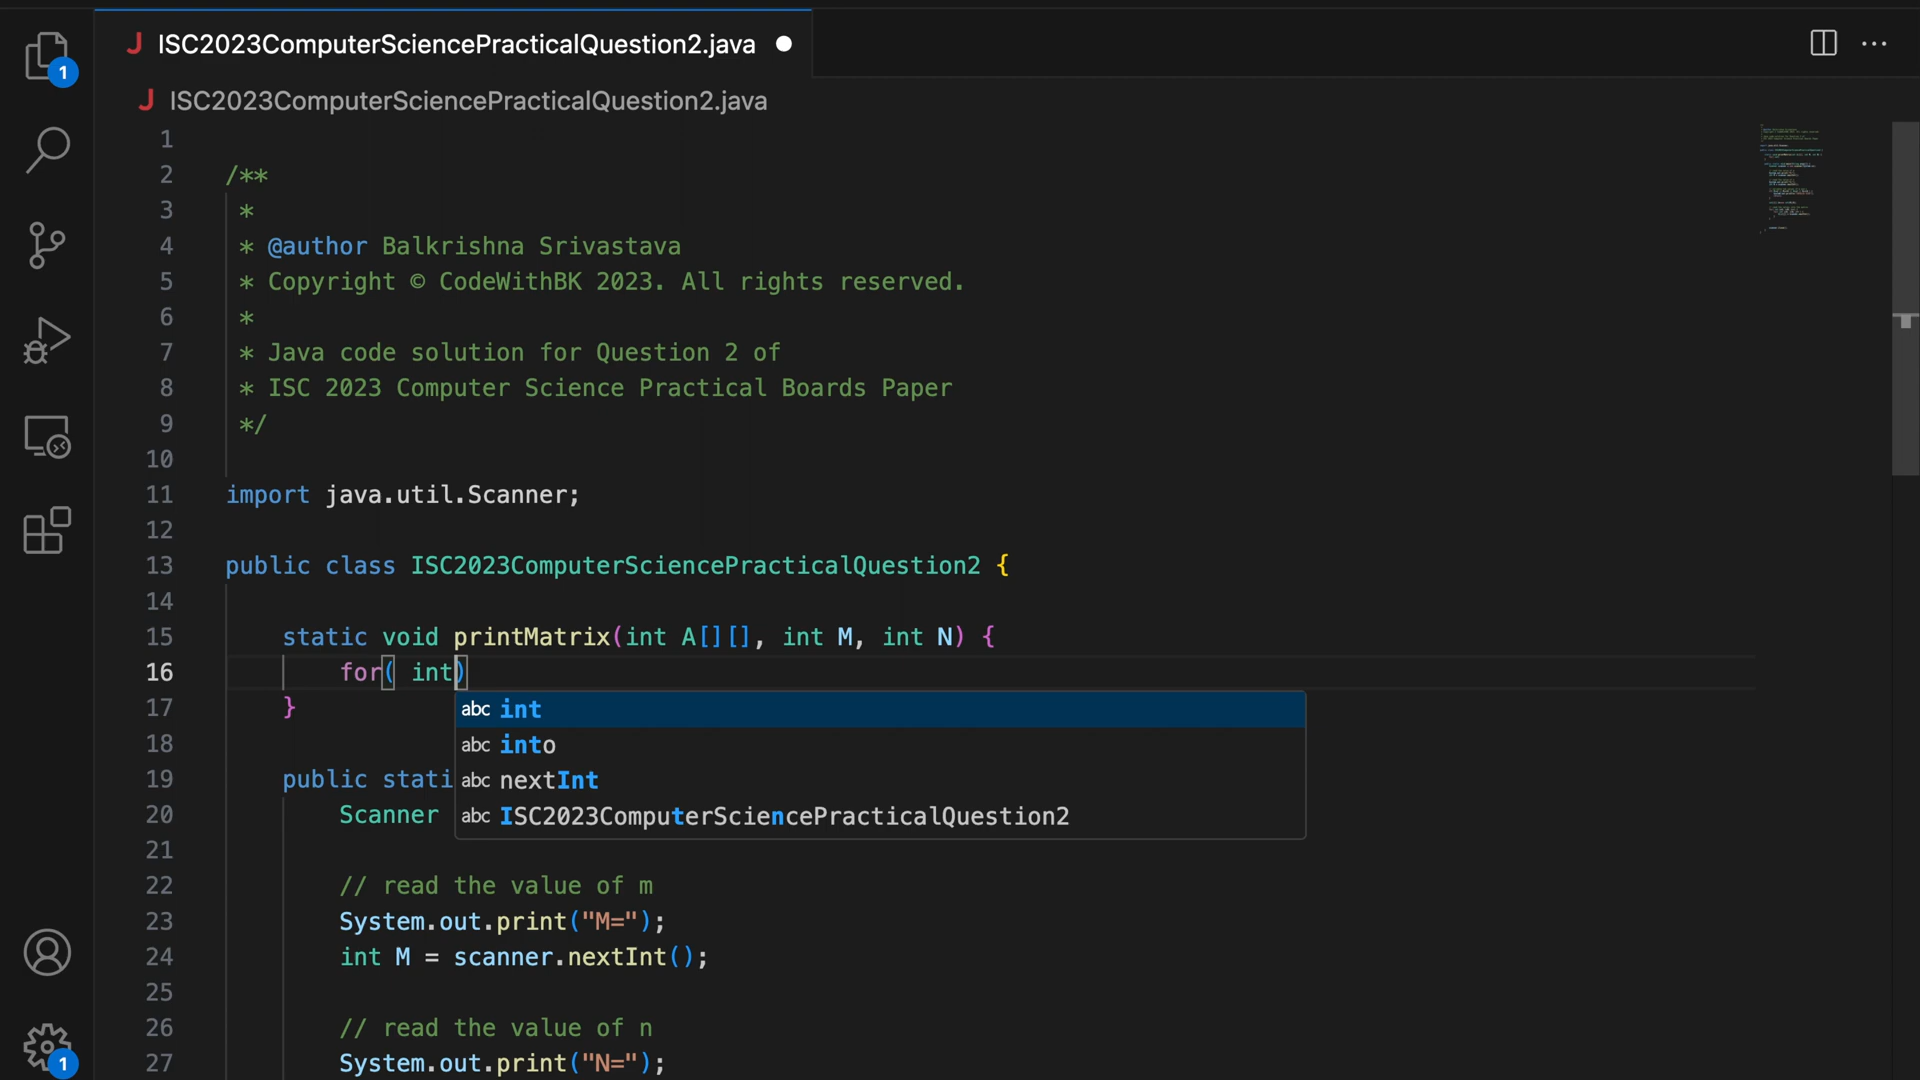 J ISC2023ComputerSciencePracticalQuestion2.java
J ISC2023ComputerSciencePracticalQuestion2.java
1
1
2 /**
3 *
4 * @author Balkrishna Srivastava
5 * Copyright © CodeWithBK 2023. All rights reserved.
6 *
7 * Java code solution for Question 2 of
8 * ISC 2023 Computer Science Practical Boards Paper
9 */
10
11 import java.util.Scanner;
12
13 public class ISC2023ComputerSciencePracticalQuestion2 {
14
15 static void printMatrix(int A[][], int M, int N) {
16 for( int)
17 }
abc int
18
abc into
19 public stati
abc nextInt
20 Scanner
abc ISC2023ComputerSciencePracticalQuestion2
21
22 // read the value of m
23 System.out.print("M=");
24 int M = scanner.nextInt();
25
26 // read the value of n
27 System.out.print("N=");
1